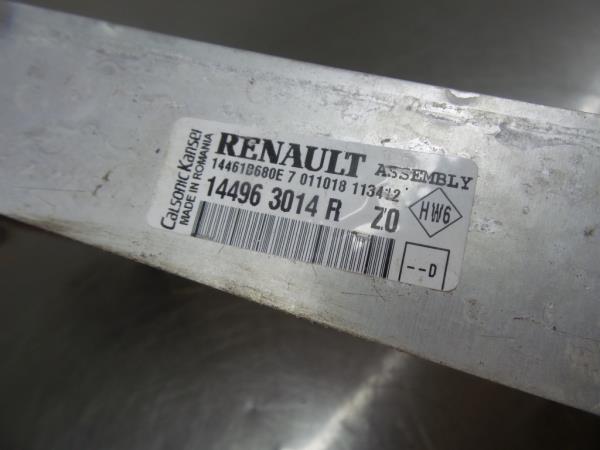 Calsonic Kansei
MADE IN ROMANIA
RENAULT ASSEMBLY
14461B680E 7 011018 113412
14496 3014 R Z0
HW6
--D